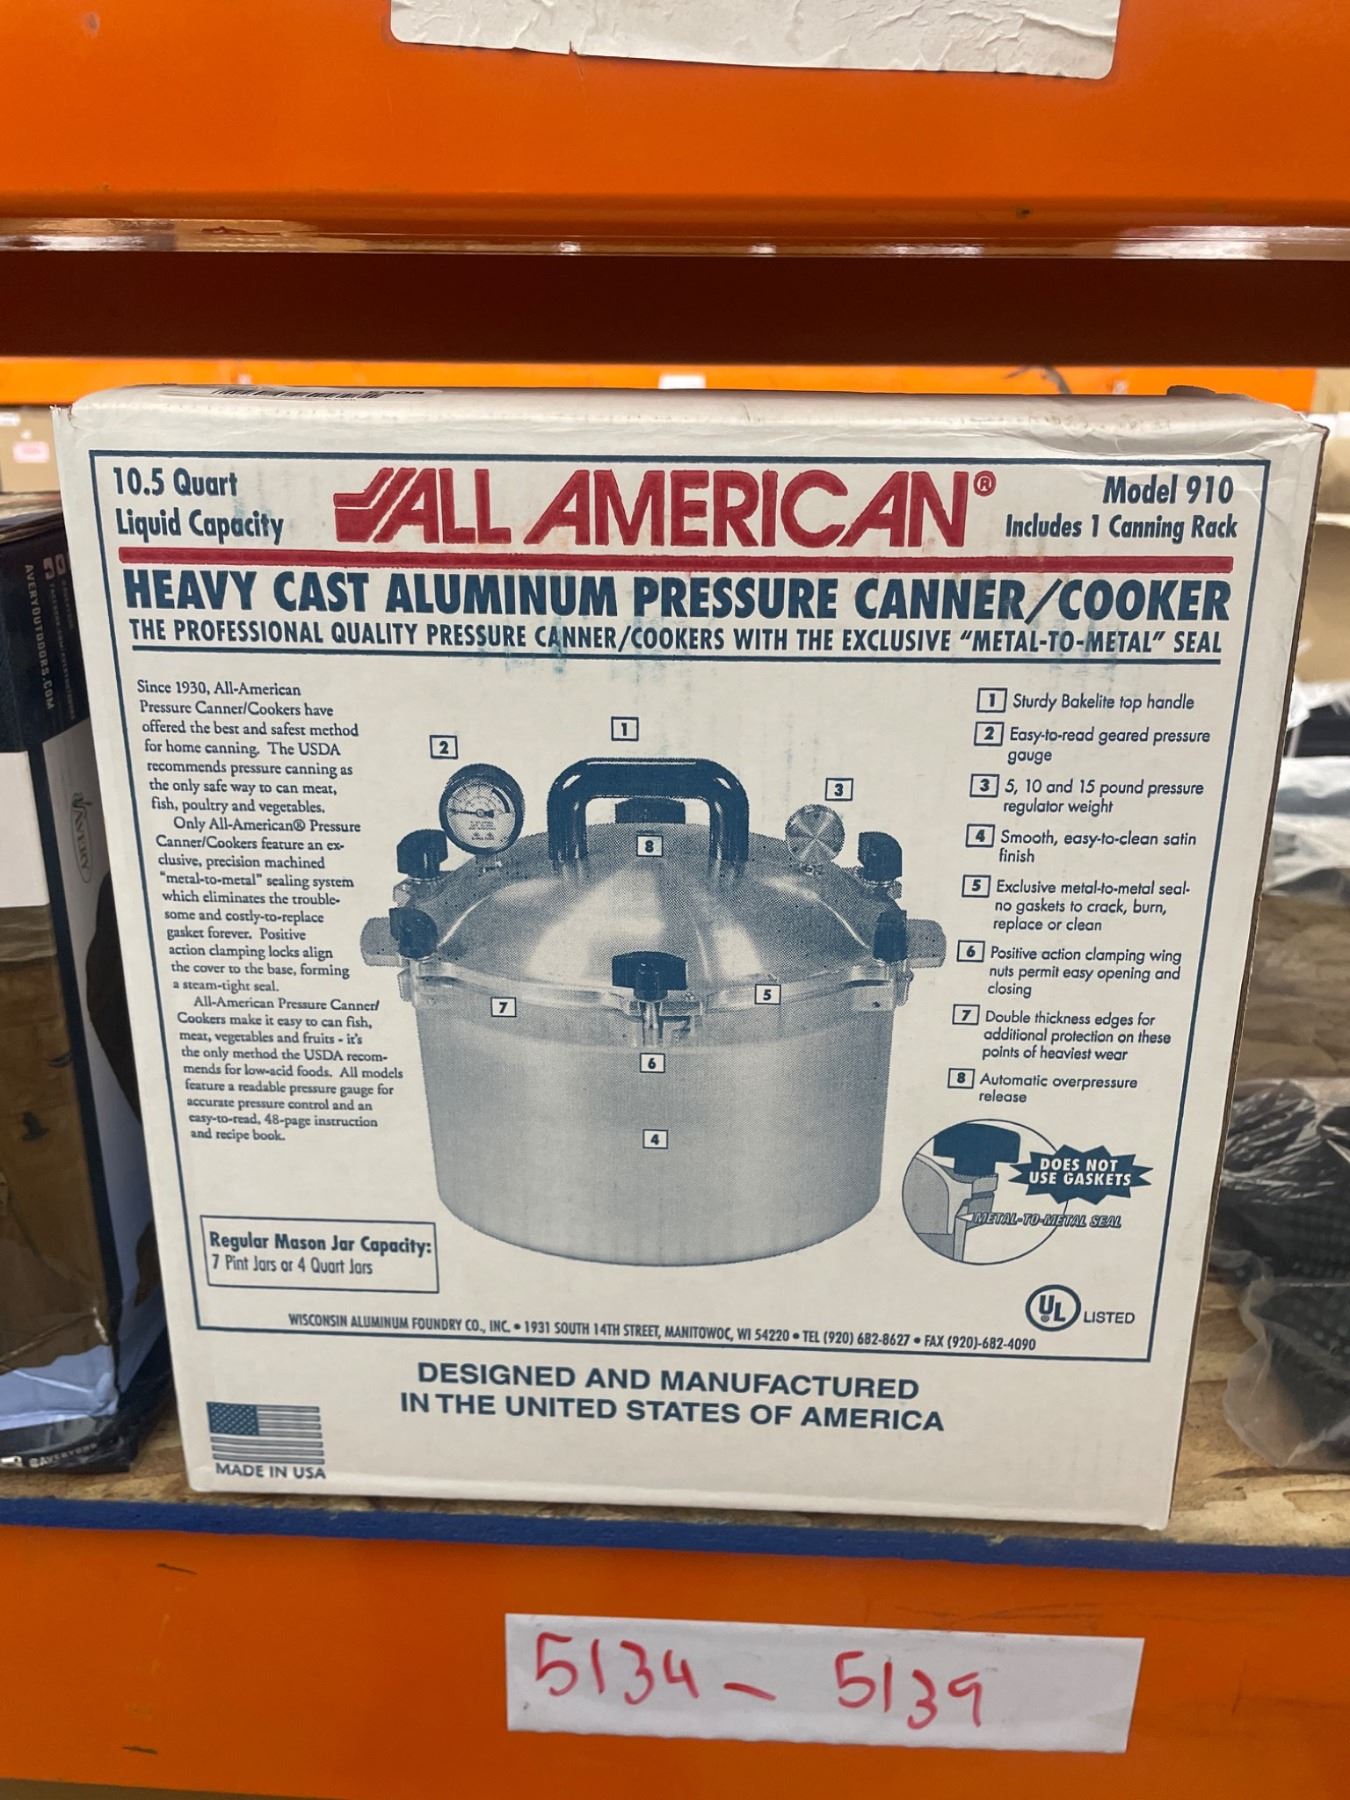 10.5 Quart
Liquid Capacity
ALL AMERICAN®
Model 910
Includes 1 Canning Rack
HEAVY CAST ALUMINUM PRESSURE CANNER/COOKER
THE PROFESSIONAL QUALITY PRESSURE CANNER/COOKERS WITH THE EXCLUSIVE "METAL-TO-METAL" SEAL
Since 1930, All-American
Pressure Canner/Cookers have
offered the best and safest method
for home canning. The USDA
recommends pressure canning as
the only safe way to can meat,
fish, poultry and vegetables.
Only All-American® Pressure
Canner/Cookers feature an ex-
clusive, precision machined
"metal-to-metal" sealing system
which eliminates the trouble-
some and costly-to-replace
gasket forever. Positive
action clamping locks align
the cover to the base, forming
a steam-tight seal.
All-American Pressure Canner/
Cookers make it easy to can fish,
meat, vegetables and fruits - it's
the only method the USDA recom-
mends for low-acid foods. All models
feature a readable pressure gauge for
accurate pressure control and an
easy-to-read, 48-page instruction
and recipe book.
1
2
3
8
7
5
6
4
1 Sturdy Bakelite top handle
2 Easy-to-read geared pressure
gauge
3 5, 10 and 15 pound pressure
regulator weight
4 Smooth, easy-to-clean satin
finish
5 Exclusive metal-to-metal seal-
no gaskets to crack, burn,
replace or clean
6 Positive action clamping wing
nuts permit easy opening and
closing
7 Double thickness edges for
additional protection on these
points of heaviest wear
8 Automatic overpressure
release
DOES NOT
USE GASKETS
METAL-TO-METAL SEAL
Regular Mason Jar Capacity:
7 Pint Jars or 4 Quart Jars
UL LISTED
WISCONSIN ALUMINUM FOUNDRY CO., INC. • 1931 SOUTH 14TH STREET, MANITOWOC, WI 54220 • TEL (920) 682-8627 • FAX (920)-682-4090
DESIGNED AND MANUFACTURED
IN THE UNITED STATES OF AMERICA
MADE IN USA
AVERYOUTDOORS.COM
AVERY
5134 - 5139